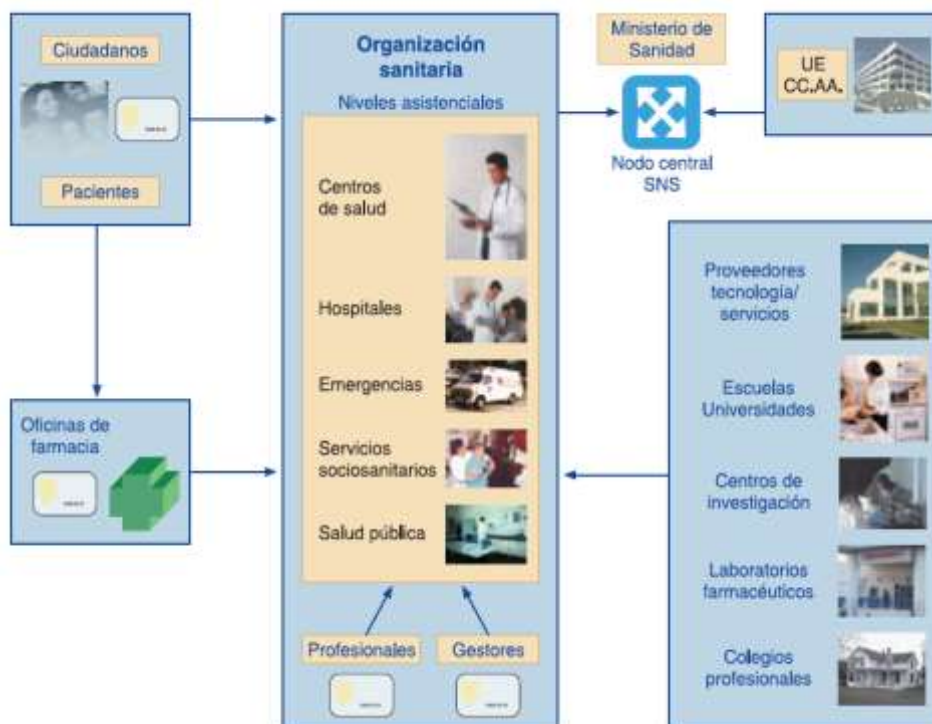 Ciudadanos
Pacientes
Oficinas de
farmacia
Organización
sanitaria
Niveles asistenciales
Centros
de salud
Hospitales
Emergencias
Servicios
sociosanitarios
Salud pública
Profesionales
Gestores
Ministerio de
Sanidad
Nodo central
SNS
UE
CC.AA.
Proveedores
tecnología/
servicios
Escuelas
Universidades
Centros de
investigación
Laboratorios
farmacéuticos
Colegios
profesionales